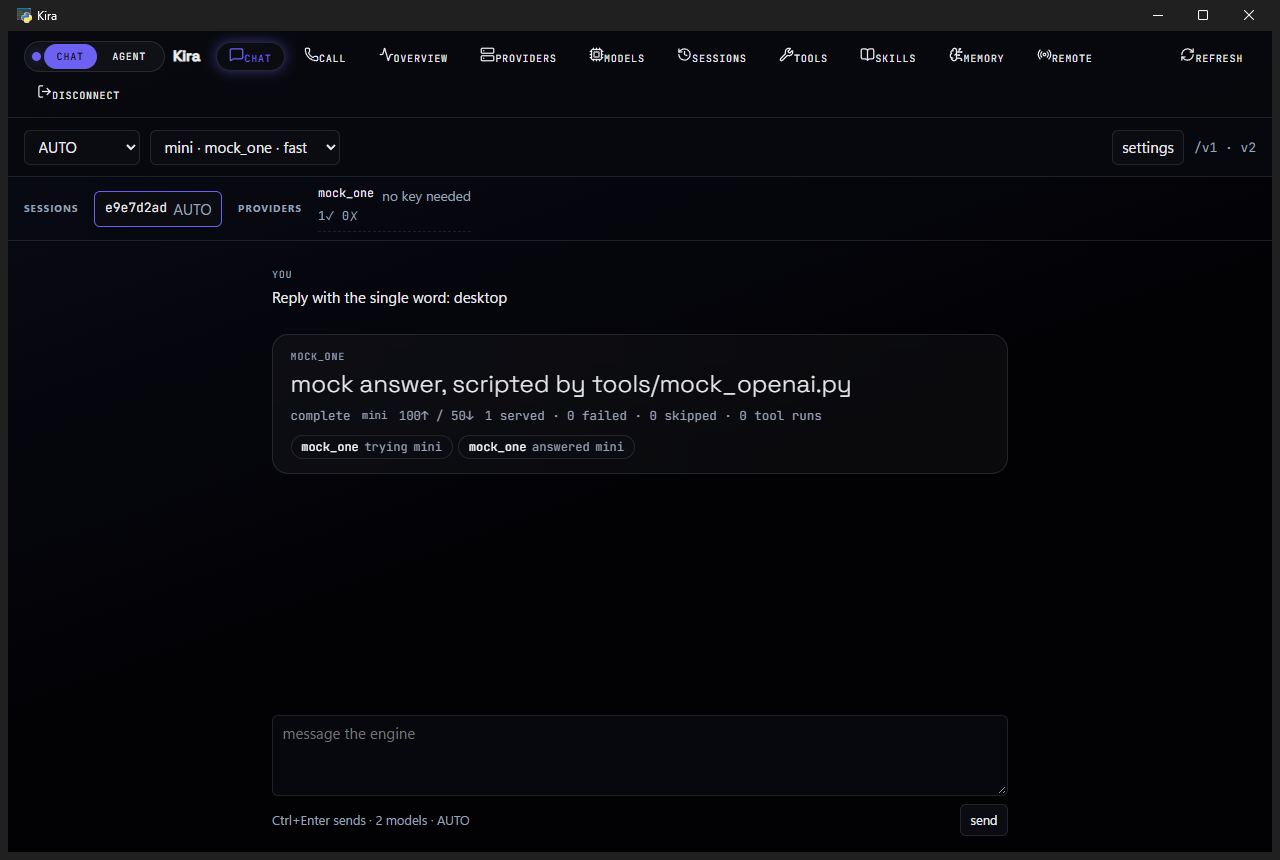 Kira
CHAT AGENT Kira CHAT CALL OVERVIEW PROVIDERS MODELS SESSIONS TOOLS SKILLS MEMORY REMOTE REFRESH
DISCONNECT
AUTO mini · mock_one · fast settings /v1 · v2
SESSIONS e9e7d2ad AUTO PROVIDERS mock_one no key needed
1✓ 0X
YOU
Reply with the single word: desktop
MOCK_ONE
mock answer, scripted by tools/mock_openai.py
complete mini 100↑ / 50↓ 1 served · 0 failed · 0 skipped · 0 tool runs
mock_one trying mini mock_one answered mini
message the engine
Ctrl+Enter sends · 2 models · AUTO send